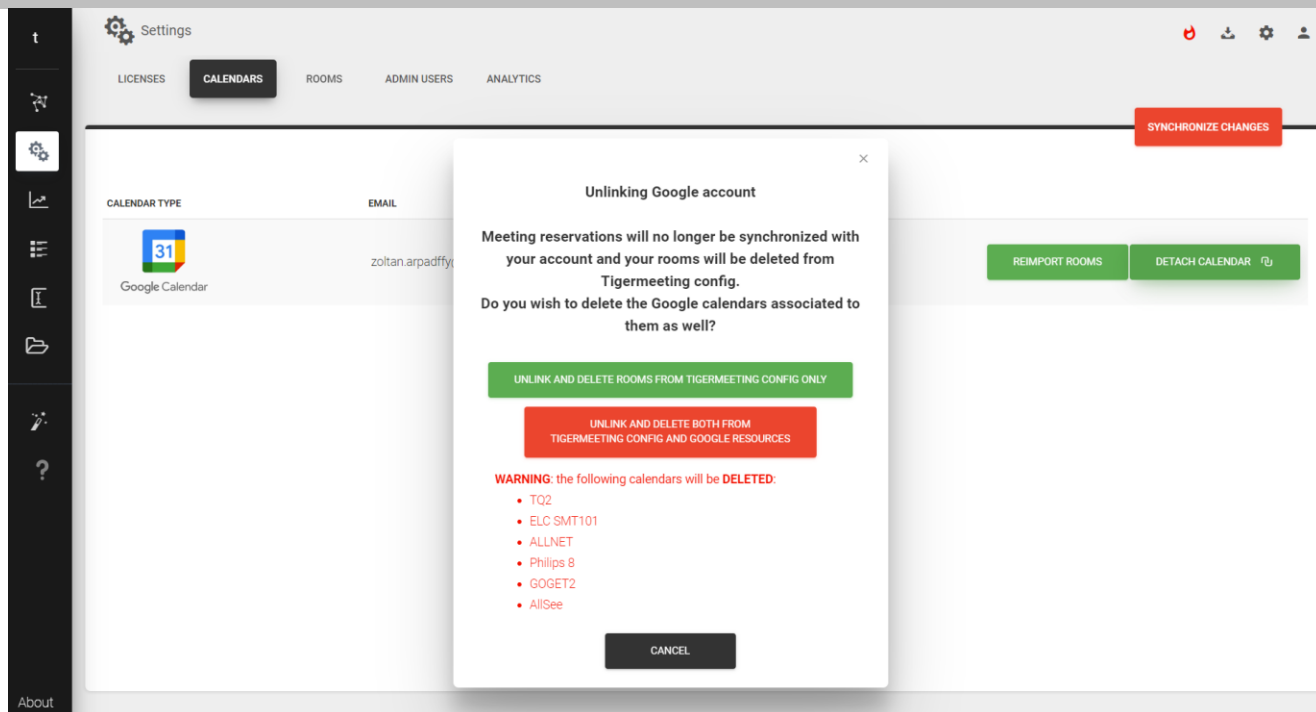 t
Settings
LICENSES
CALENDARS
ROOMS
ADMIN USERS
ANALYTICS
SYNCHRONIZE CHANGES
CALENDAR TYPE
EMAIL
31
Google Calendar
zoltan.arpadffy@
REIMPORT ROOMS
DETACH CALENDAR
×
Unlinking Google account
Meeting reservations will no longer be synchronized with
your account and your rooms will be deleted from
Tigermeeting config.
Do you wish to delete the Google calendars associated to
them as well?
UNLINK AND DELETE ROOMS FROM TIGERMEETING CONFIG ONLY
UNLINK AND DELETE BOTH FROM
TIGERMEETING CONFIG AND GOOGLE RESOURCES
WARNING: the following calendars will be DELETED:
• TQ2
• ELC SMT101
• ALLNET
• Philips 8
• GOGET2
• AllSee
CANCEL
?
About